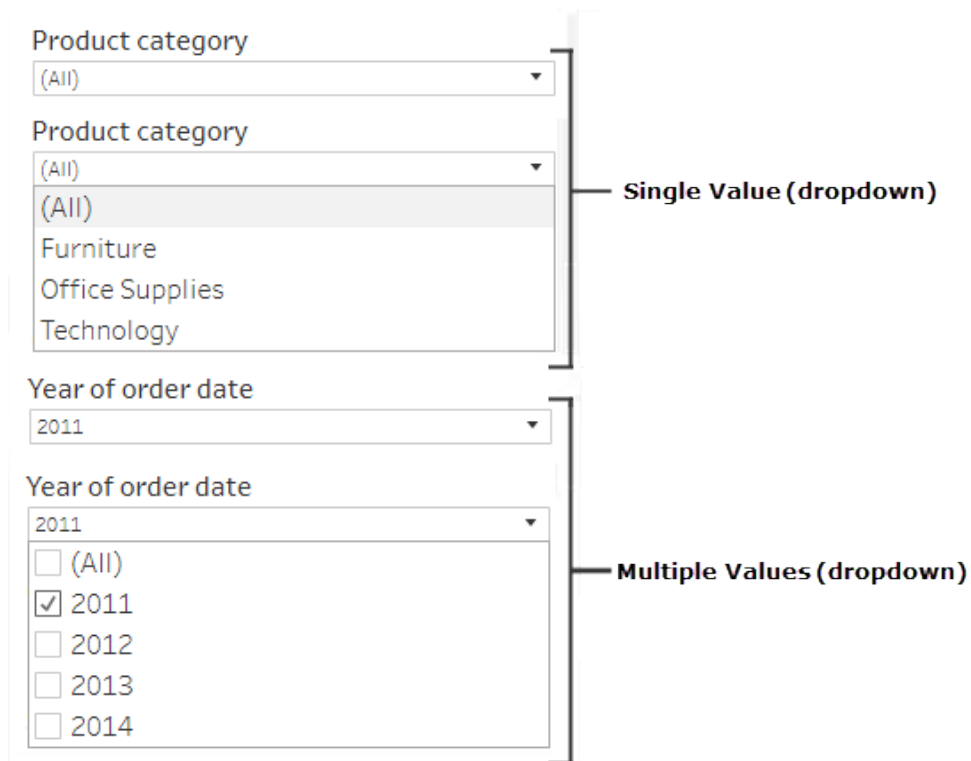 Product category
(All)
Product category
(All)
(All)
Furniture
Office Supplies
Technology
Single Value (dropdown)
Year of order date
2011
Year of order date
2011
(All)
2011
2012
2013
2014
Multiple Values (dropdown)